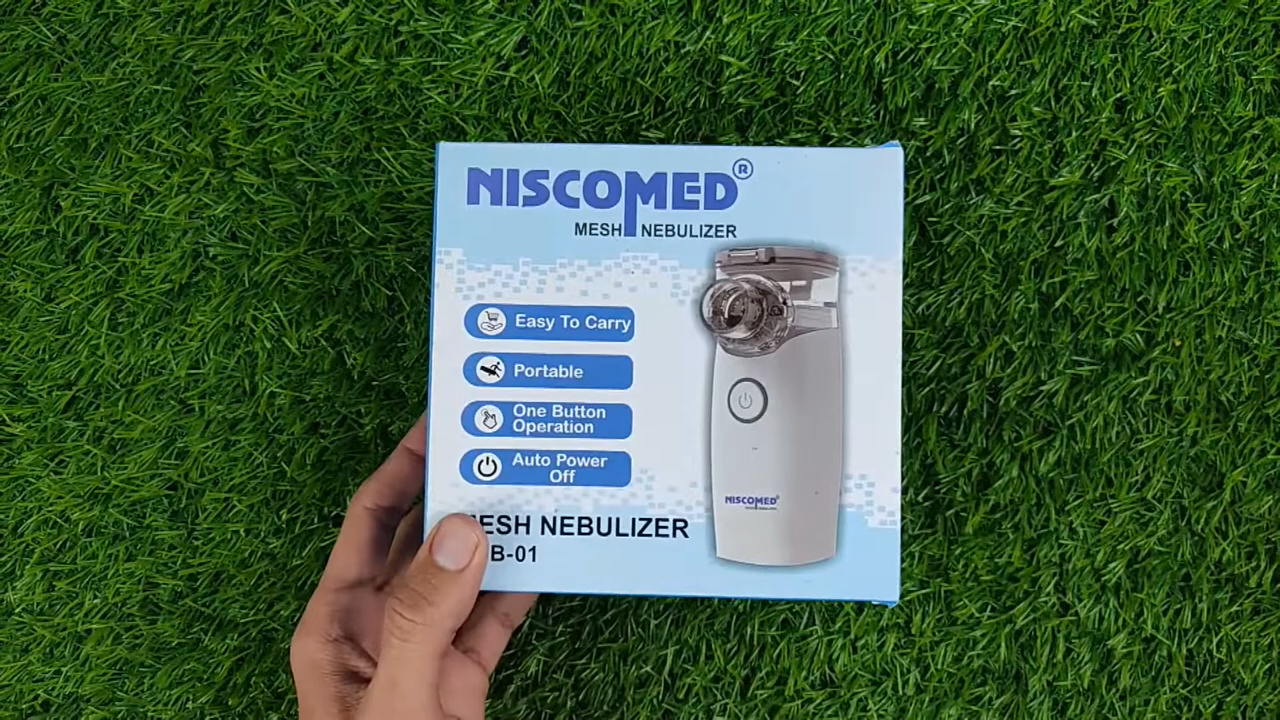 NISCOMED®
MESH NEBULIZER
Easy To Carry
Portable
One Button
Operation
Auto Power
Off
NISCOMED
ESH NEBULIZER
B-01